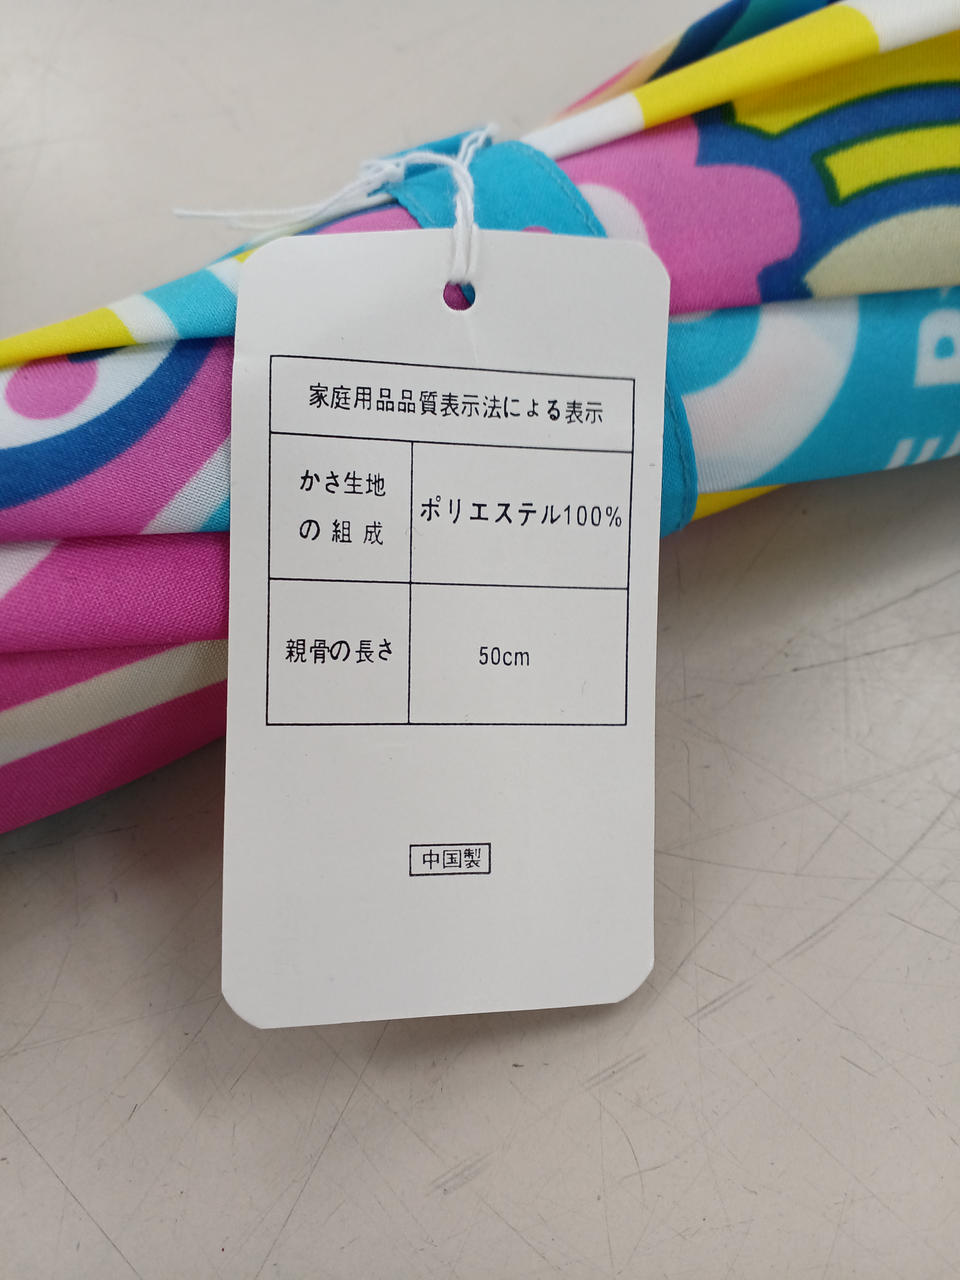 家庭用品品質表示法による表示
かさ生地
の組成
ポリエステル100%
親骨の長さ
50cm
中国製